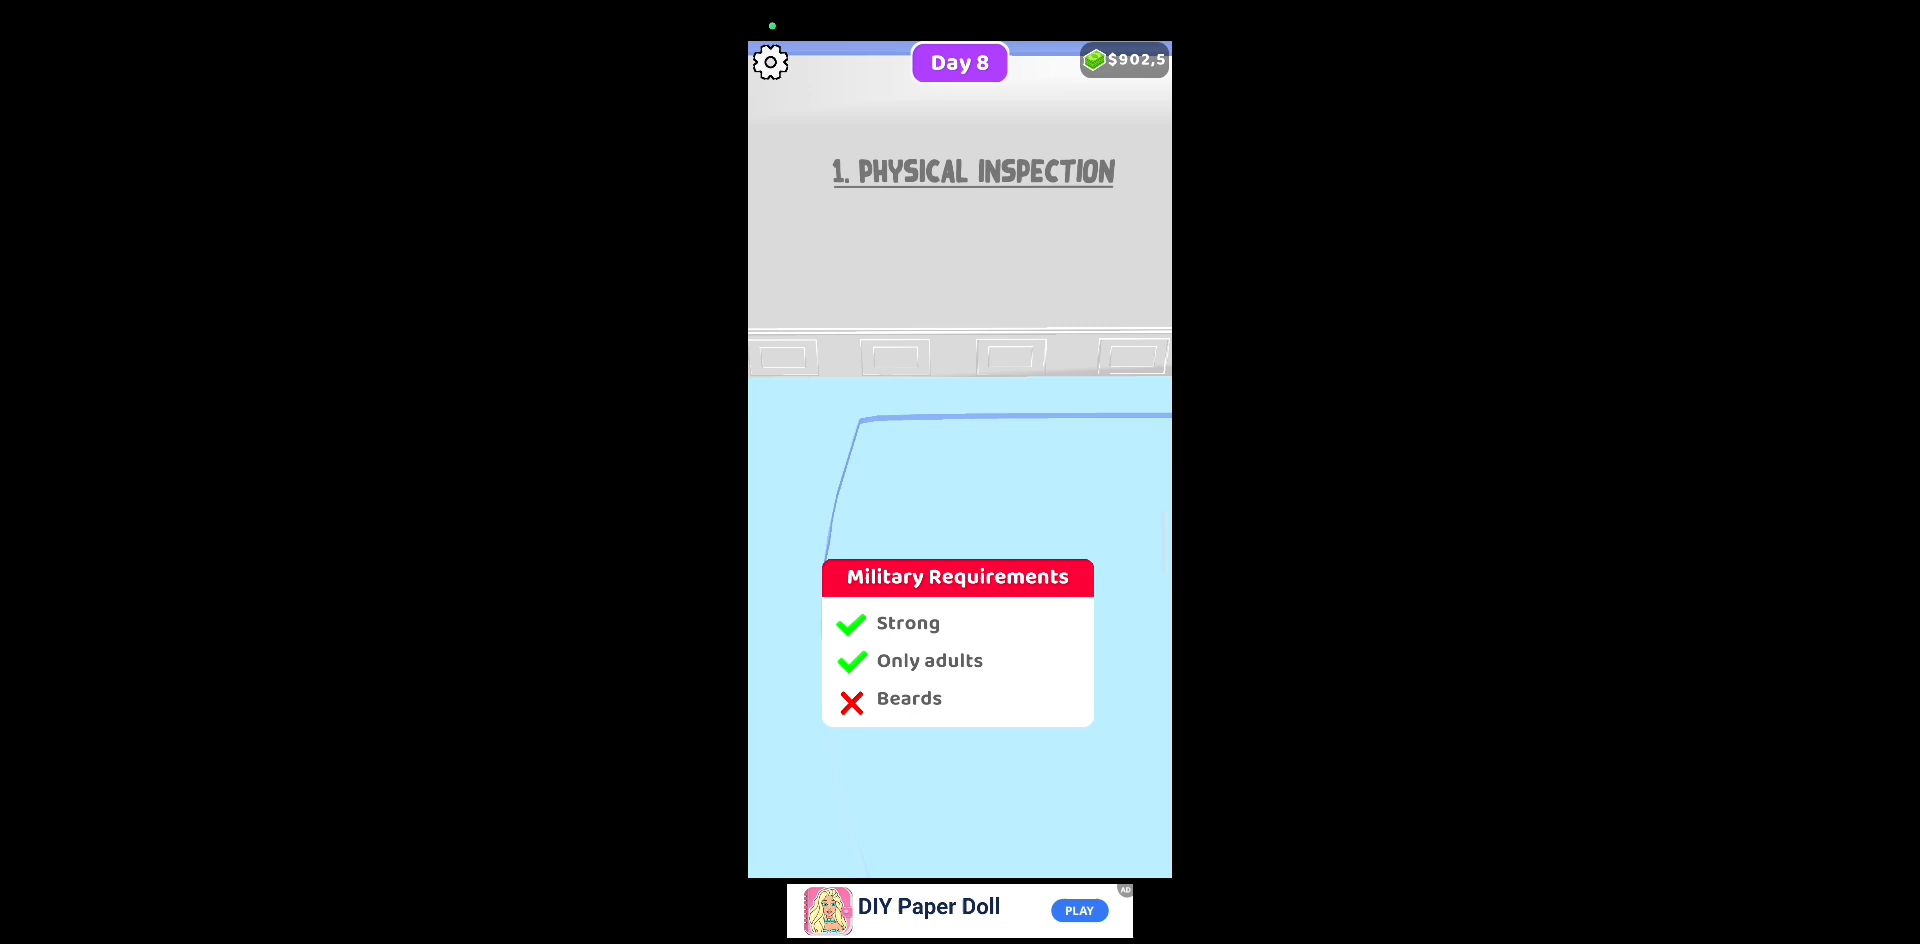 Day 8
$902,5
1. PHYSICAL INSPECTION
Military Requirements
Strong
Only adults
Beards
AD
DIY Paper Doll
PLAY